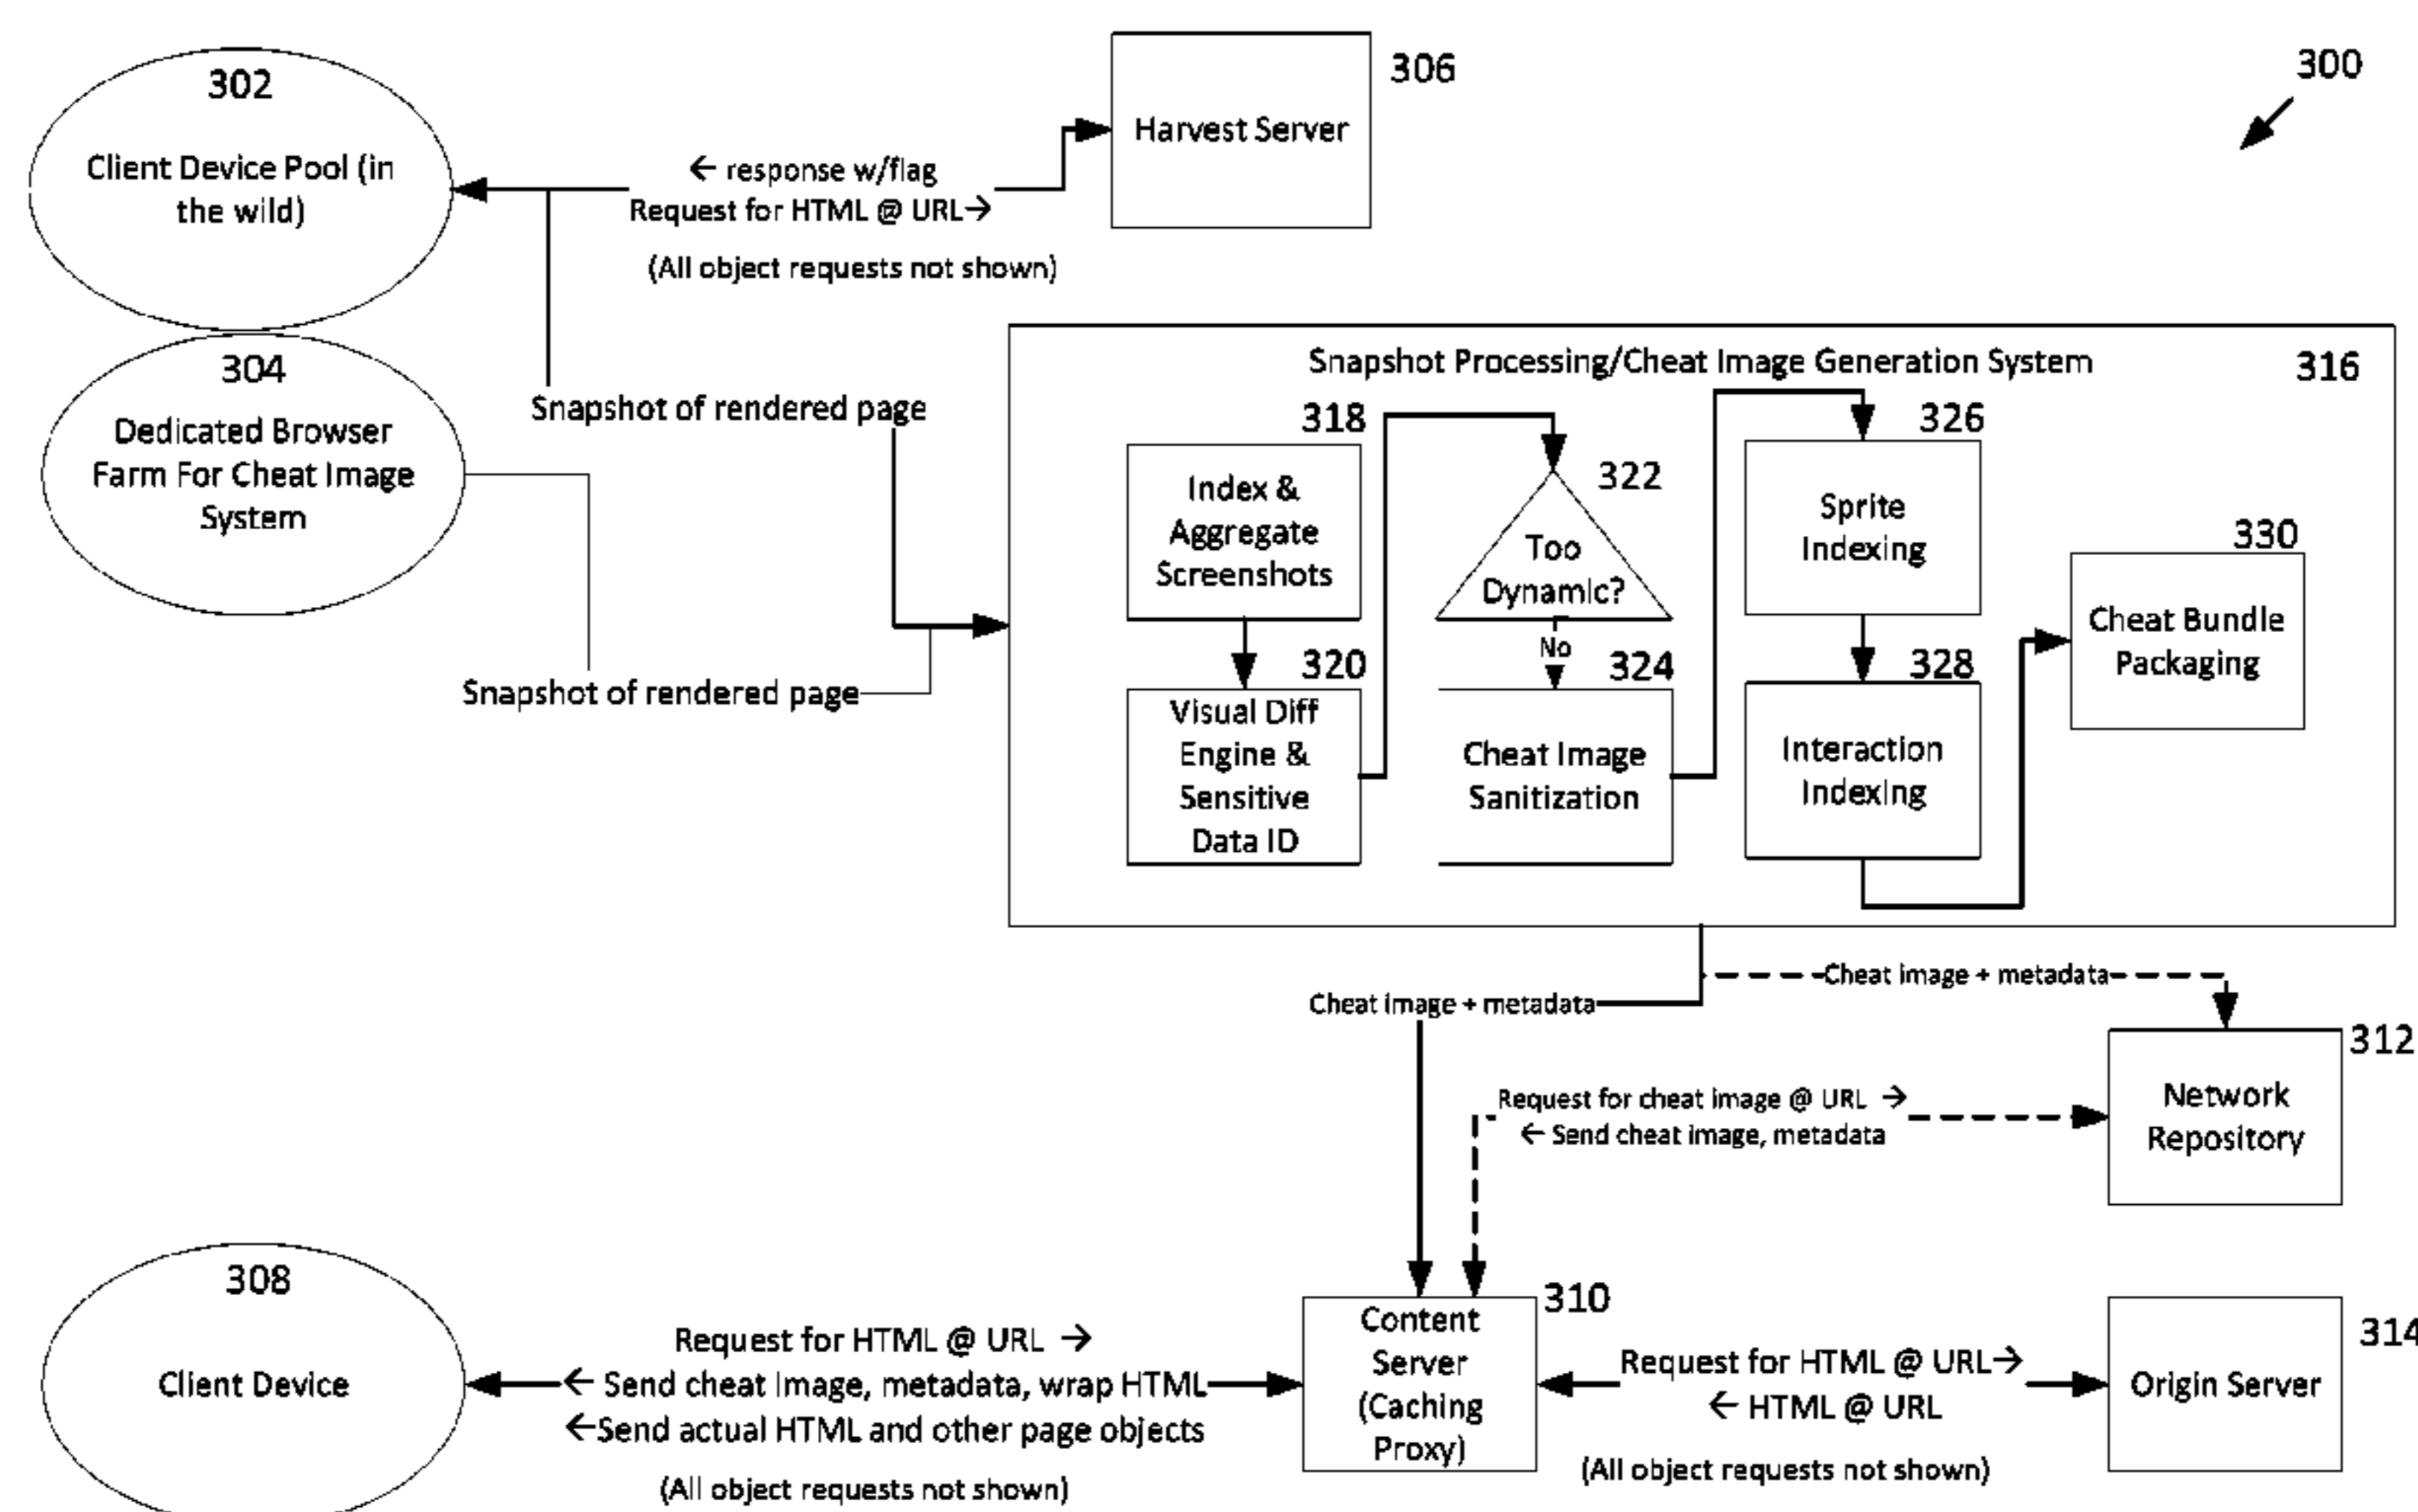 302
Client Device Pool (in
the wild)
← response w/flag
Request for HTML @ URL→
(All object requests not shown)
Harvest Server
306
300
304
Dedicated Browser
Farm For Cheat Image
System
Snapshot of rendered page
Snapshot of rendered page
Snapshot Processing/Cheat Image Generation System
316
318
Index &
Aggregate
Screenshots
320
Visual Diff
Engine &
Sensitive
Data ID
322
Too
Dynamic?
No
324
Cheat Image
Sanitization
326
Sprite
Indexing
328
Interaction
Indexing
330
Cheat Bundle
Packaging
Cheat image + metadata
Cheat image + metadata
312
Network
Repository
Request for cheat image @ URL →
← Send cheat image, metadata
308
Client Device
Request for HTML @ URL →
← Send cheat image, metadata, wrap HTML
←Send actual HTML and other page objects
(All object requests not shown)
310
Content
Server
(Caching
Proxy)
Request for HTML @ URL→
← HTML @ URL
(All object requests not shown)
314
Origin Server